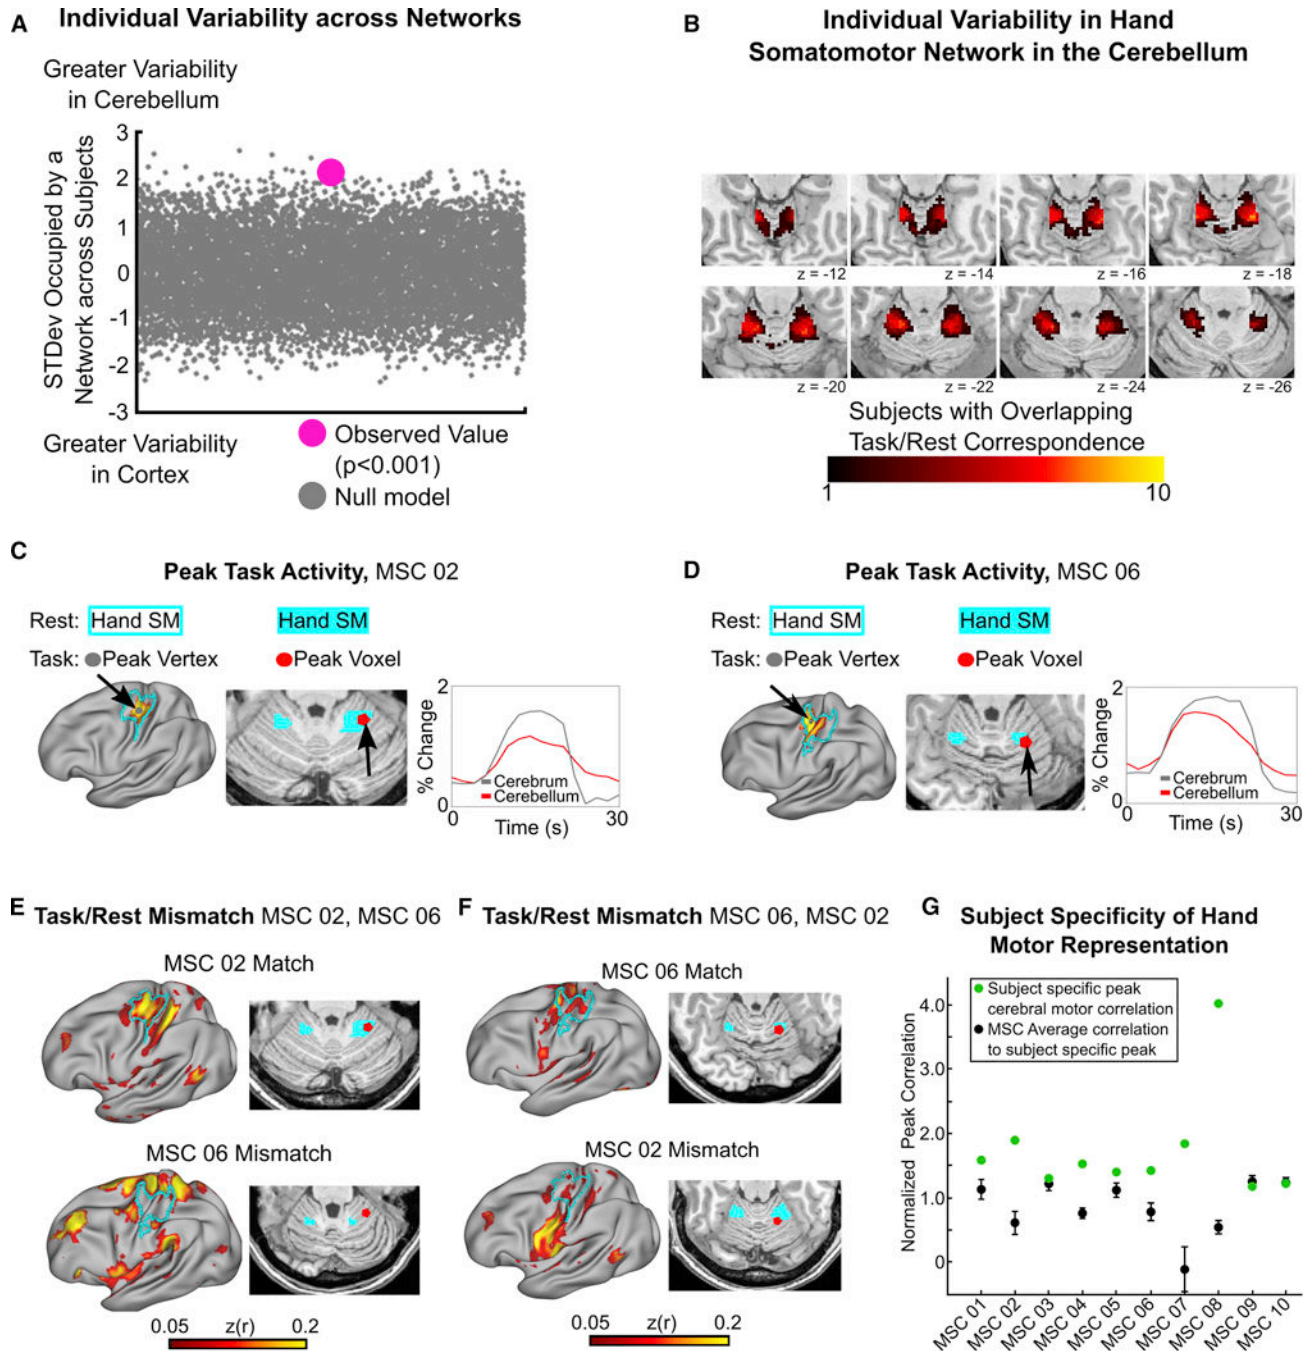 A
Individual Variability across Networks
Greater Variability
in Cerebellum
STDev Occupied by a
Network across Subjects
3
2
1
0
-1
-2
-3
Greater Variability
in Cortex
Observed Value
(p<0.001)
Null model
B
Individual Variability in Hand
Somatomotor Network in the Cerebellum
z = -12
z = -14
z = -16
z = -18
z = -20
z = -22
z = -24
z = -26
Subjects with Overlapping
Task/Rest Correspondence
1
10
C
Peak Task Activity, MSC 02
Rest: Hand SM Hand SM
Task: Peak Vertex Peak Voxel
% Change
2
0
Cerebrum
Cerebellum
0
30
Time (s)
D
Peak Task Activity, MSC 06
Rest: Hand SM Hand SM
Task: Peak Vertex Peak Voxel
% Change
2
0
Cerebrum
Cerebellum
0
30
Time (s)
E
Task/Rest Mismatch MSC 02, MSC 06
MSC 02 Match
MSC 06 Mismatch
0.05 z(r) 0.2
F
Task/Rest Mismatch MSC 06, MSC 02
MSC 06 Match
MSC 02 Mismatch
0.05 z(r) 0.2
G
Subject Specificity of Hand
Motor Representation
Normalized Peak Correlation
4.0
3.0
2.0
1.0
0
Subject specific peak
cerebral motor correlation
MSC Average correlation
to subject specific peak
MSC 01
MSC 02
MSC 03
MSC 04
MSC 05
MSC 06
MSC 07
MSC 08
MSC 09
MSC 10